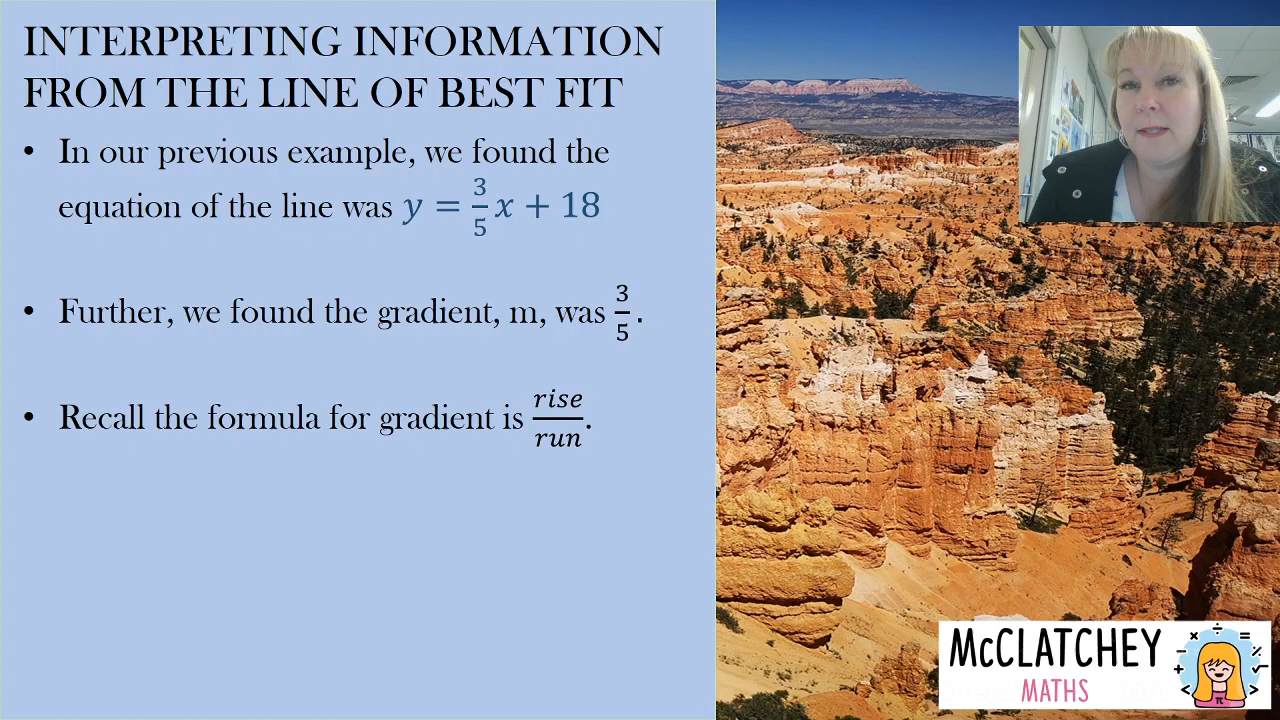 INTERPRETING INFORMATION
FROM THE LINE OF BEST FIT
• In our previous example, we found the
equation of the line was y = 3/5 x + 18
• Further, we found the gradient, m, was 3/5.
• Recall the formula for gradient is rise/run.
McCLATCHEY
MATHS